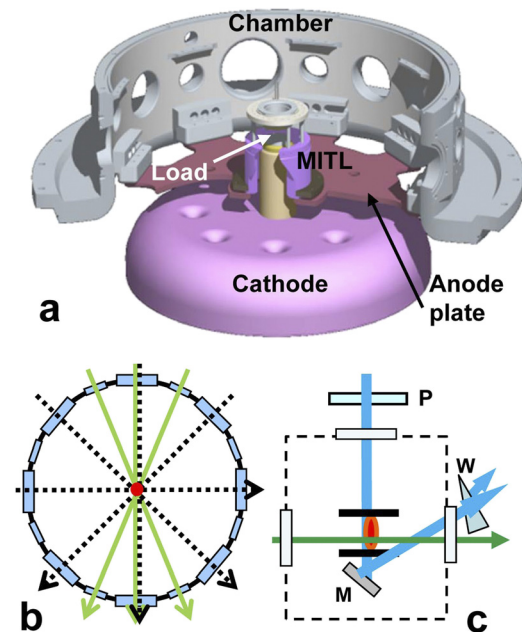 Chamber
Load
MITL
Cathode
Anode
plate
a
P
W
M
b
c